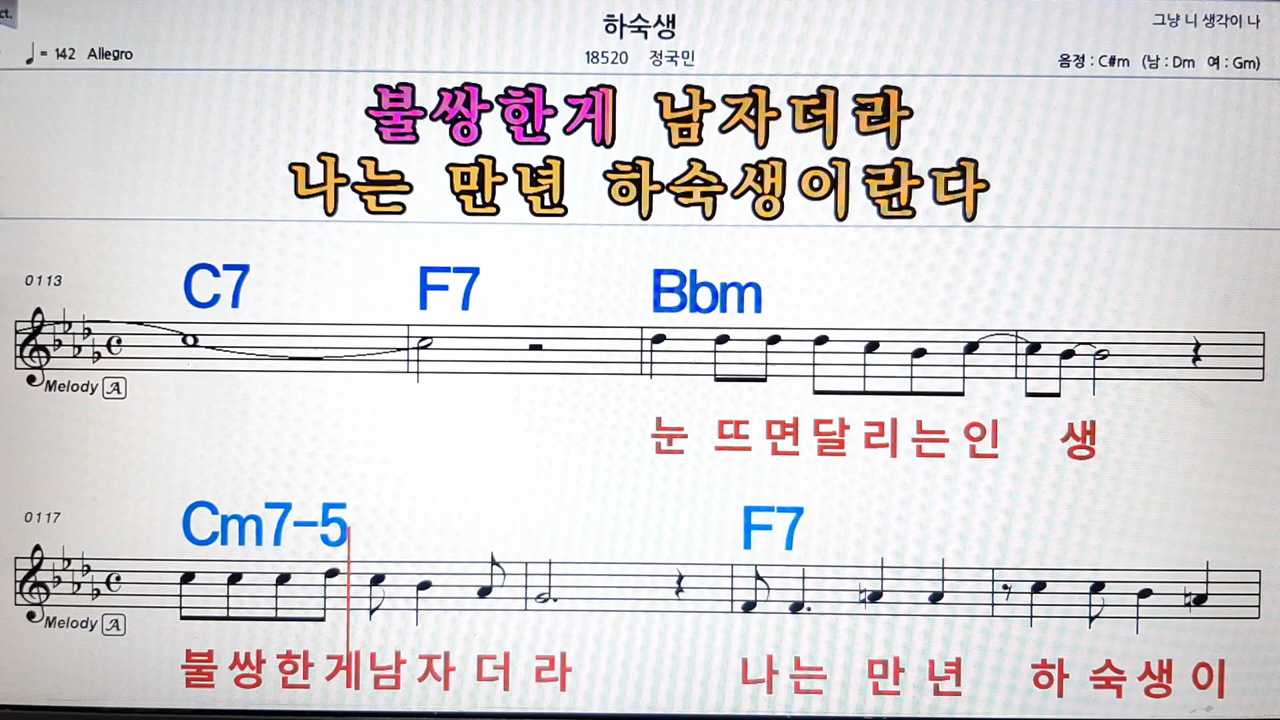 ct.
하숙생
그냥 니 생각이 나
♩ = 142 Allegro
18520 정국민
음정 : C#m (남 : Dm 여 : Gm)
불쌍한게 남자더라
나는 만년 하숙생이란다
0113
C7 F7 Bbm
Melody A
눈 뜨면달리는인 생
0117
Cm7-5 F7
Melody A
불쌍한게남자 더 라 나는 만 년 하 숙생 이